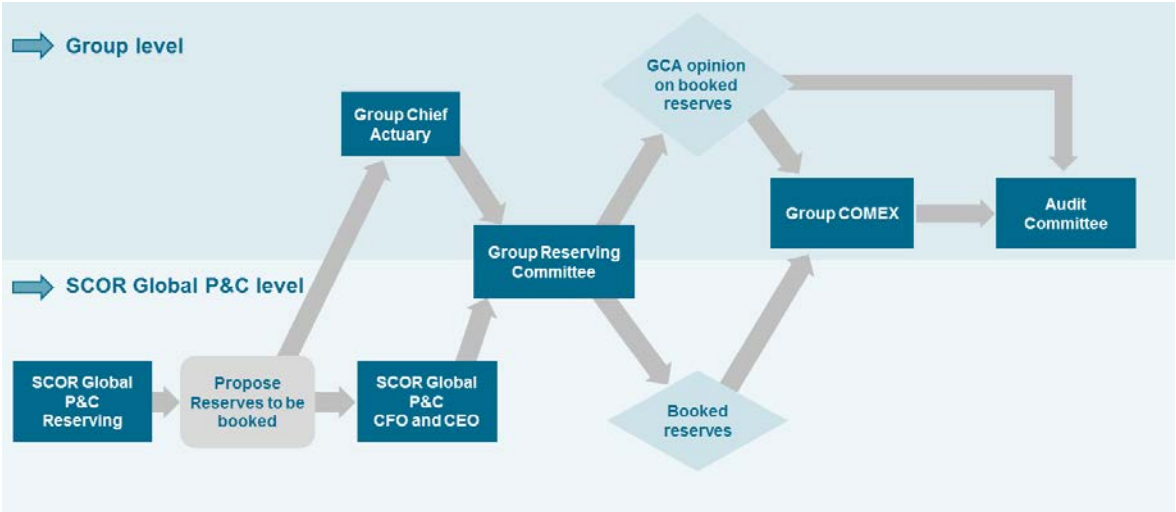 Group level
GCA opinion
on booked
reserves
Group Chief
Actuary
Group COMEX
Audit
Committee
Group Reserving
Committee
SCOR Global P&C level
SCOR Global
P&C
Reserving
Propose
Reserves to be
booked
SCOR Global
P&C
CFO and CEO
Booked
reserves